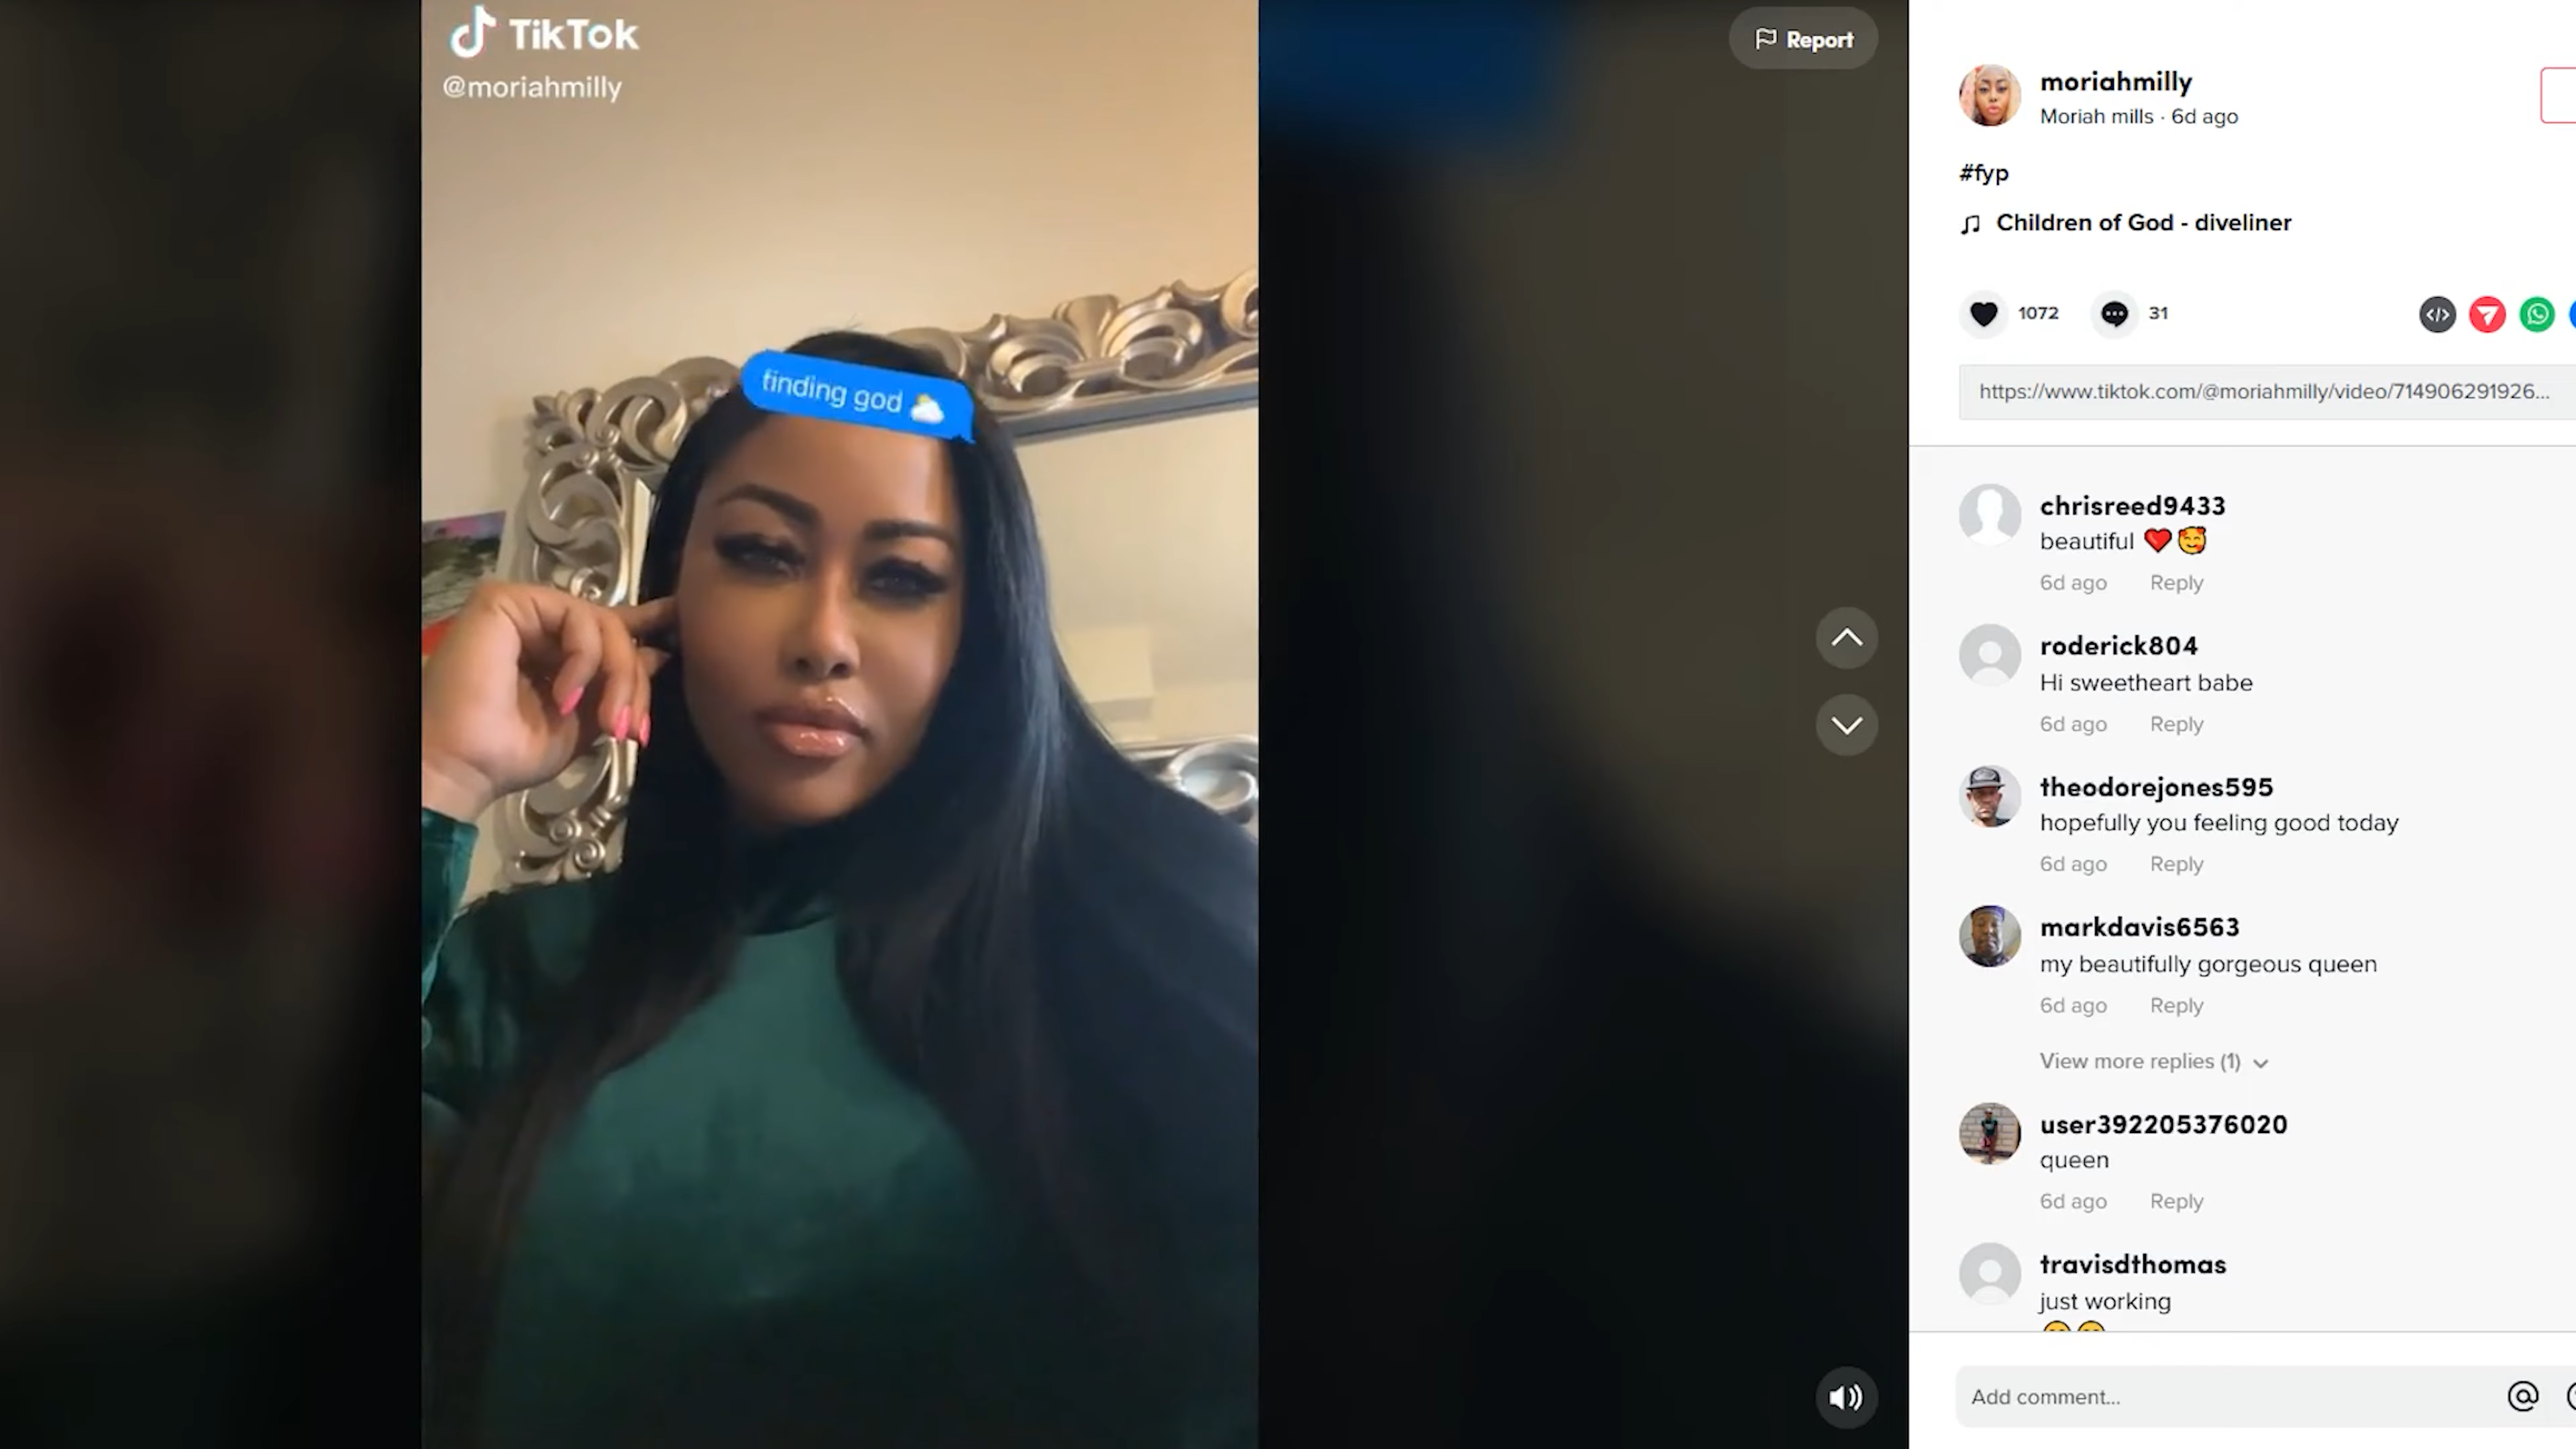 TikTok
@moriahmilly
finding god
Report
moriahmilly
Moriah mills · 6d ago
#fyp
Children of God - diveliner
1072
31
https://www.tiktok.com/@moriahmilly/video/714906291926...
chrisreed9433
beautiful ❤️🥰
6d ago Reply
roderick804
Hi sweetheart babe
6d ago Reply
theodorejones595
hopefully you feeling good today
6d ago Reply
markdavis6563
my beautifully gorgeous queen
6d ago Reply
View more replies (1)
user392205376020
queen
6d ago Reply
travisdthomas
just working
Add comment...